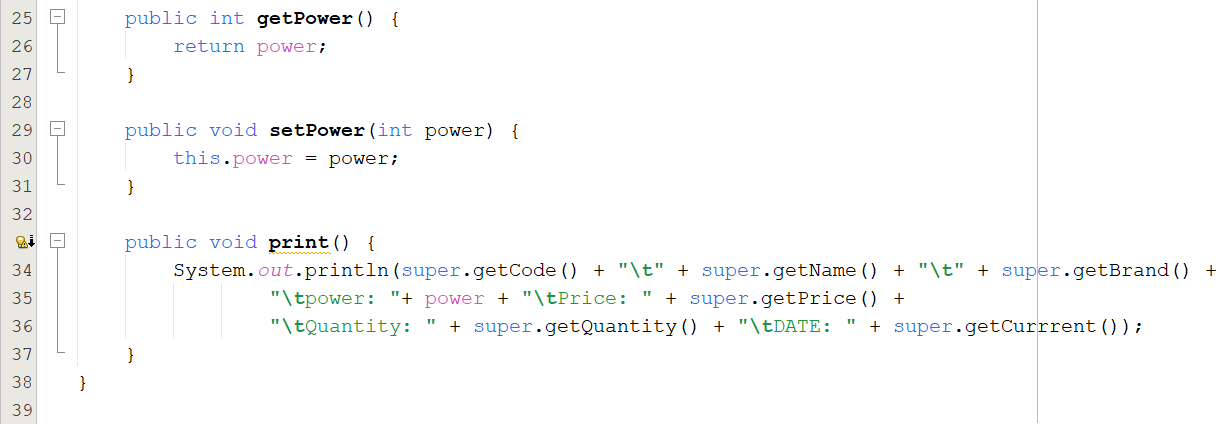 25 public int getPower() {
26 return power;
27 }
28
29 public void setPower(int power) {
30 this.power = power;
31 }
32
public void print() {
34 System.out.println(super.getCode() + "\t" + super.getName() + "\t" + super.getBrand() +
35 "\tpower: "+ power + "\tPrice: " + super.getPrice() +
36 "\tQuantity: " + super.getQuantity() + "\tDATE: " + super.getCurrrent());
37 }
38 }
39